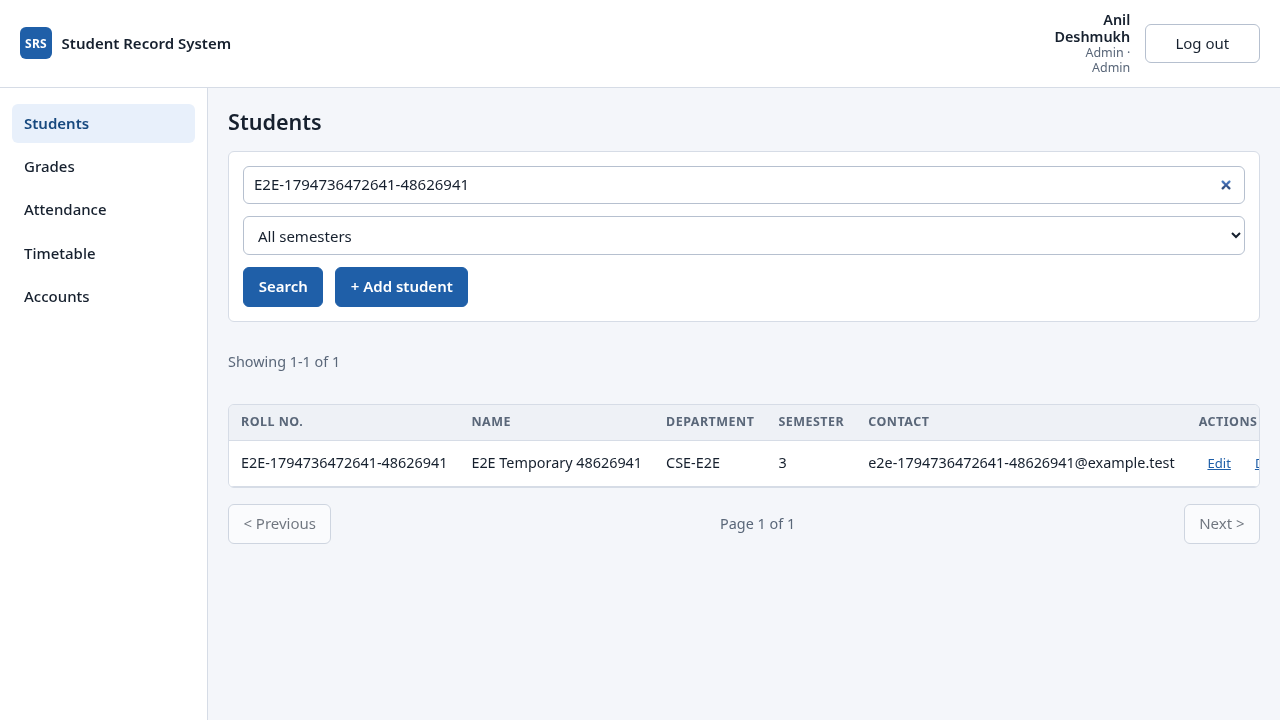 SRS
Student Record System
Anil
Deshmukh
Admin ·
Admin
Log out
Students
Grades
Attendance
Timetable
Accounts
Students
E2E-1794736472641-48626941
All semesters
Search
+ Add student
Showing 1-1 of 1
ROLL NO. NAME DEPARTMENT SEMESTER CONTACT ACTIONS
E2E-1794736472641-48626941 E2E Temporary 48626941 CSE-E2E 3 e2e-1794736472641-48626941@example.test Edit
< Previous
Page 1 of 1
Next >